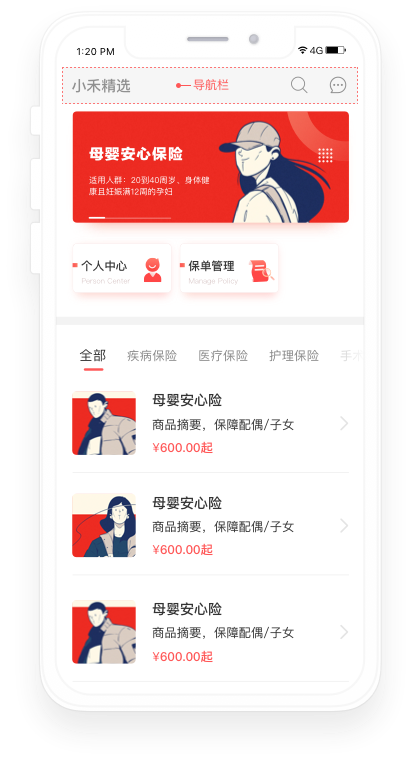 1:20 PM
4G
小禾精选
导航栏
母婴安心保险
适用人群：20到40周岁、身体健
康且妊娠满12周的孕妇
个人中心
Person Center
保单管理
Manage Policy
全部 疾病保险 医疗保险 护理保险 手术
母婴安心险
商品摘要，保障配偶/子女
¥600.00起
母婴安心险
商品摘要，保障配偶/子女
¥600.00起
母婴安心险
商品摘要，保障配偶/子女
¥600.00起